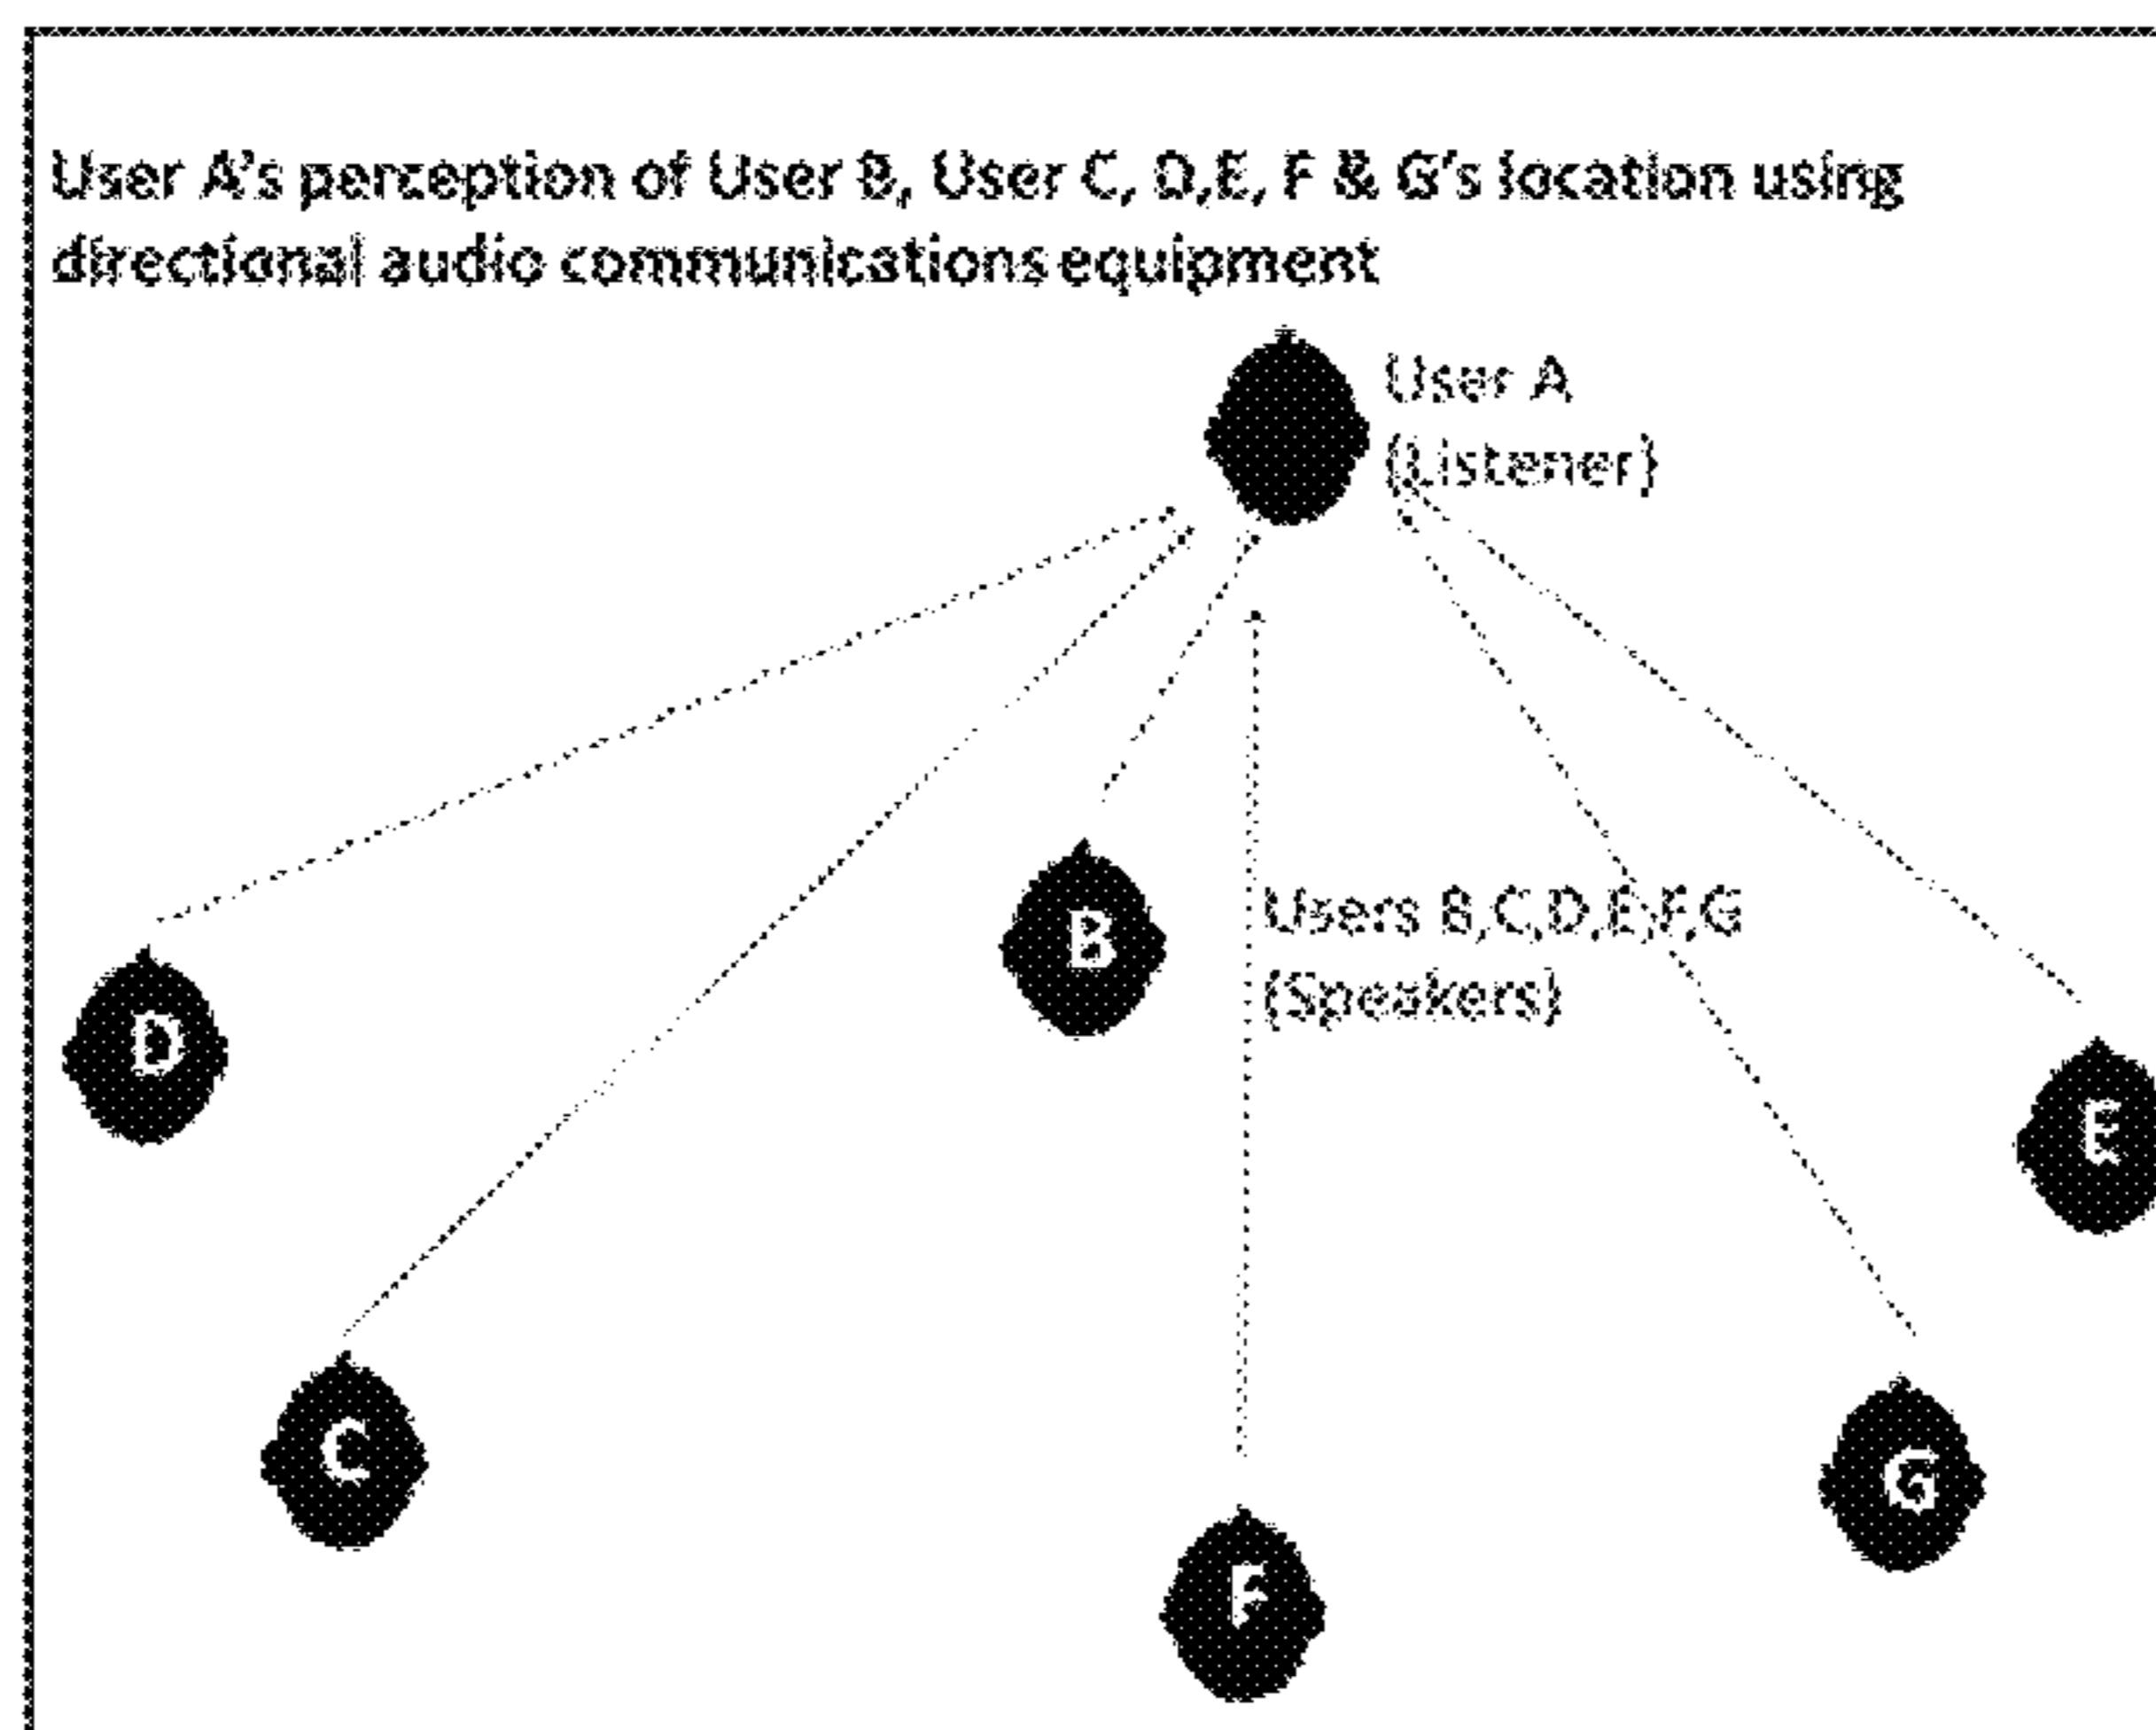 User A's perception of User B, User C, D,E, F & G's location using
directional audio communications equipment
User A
(Listener)
Users B,C,D,E,F,G
(Speakers)
B
D
E
C
G
F